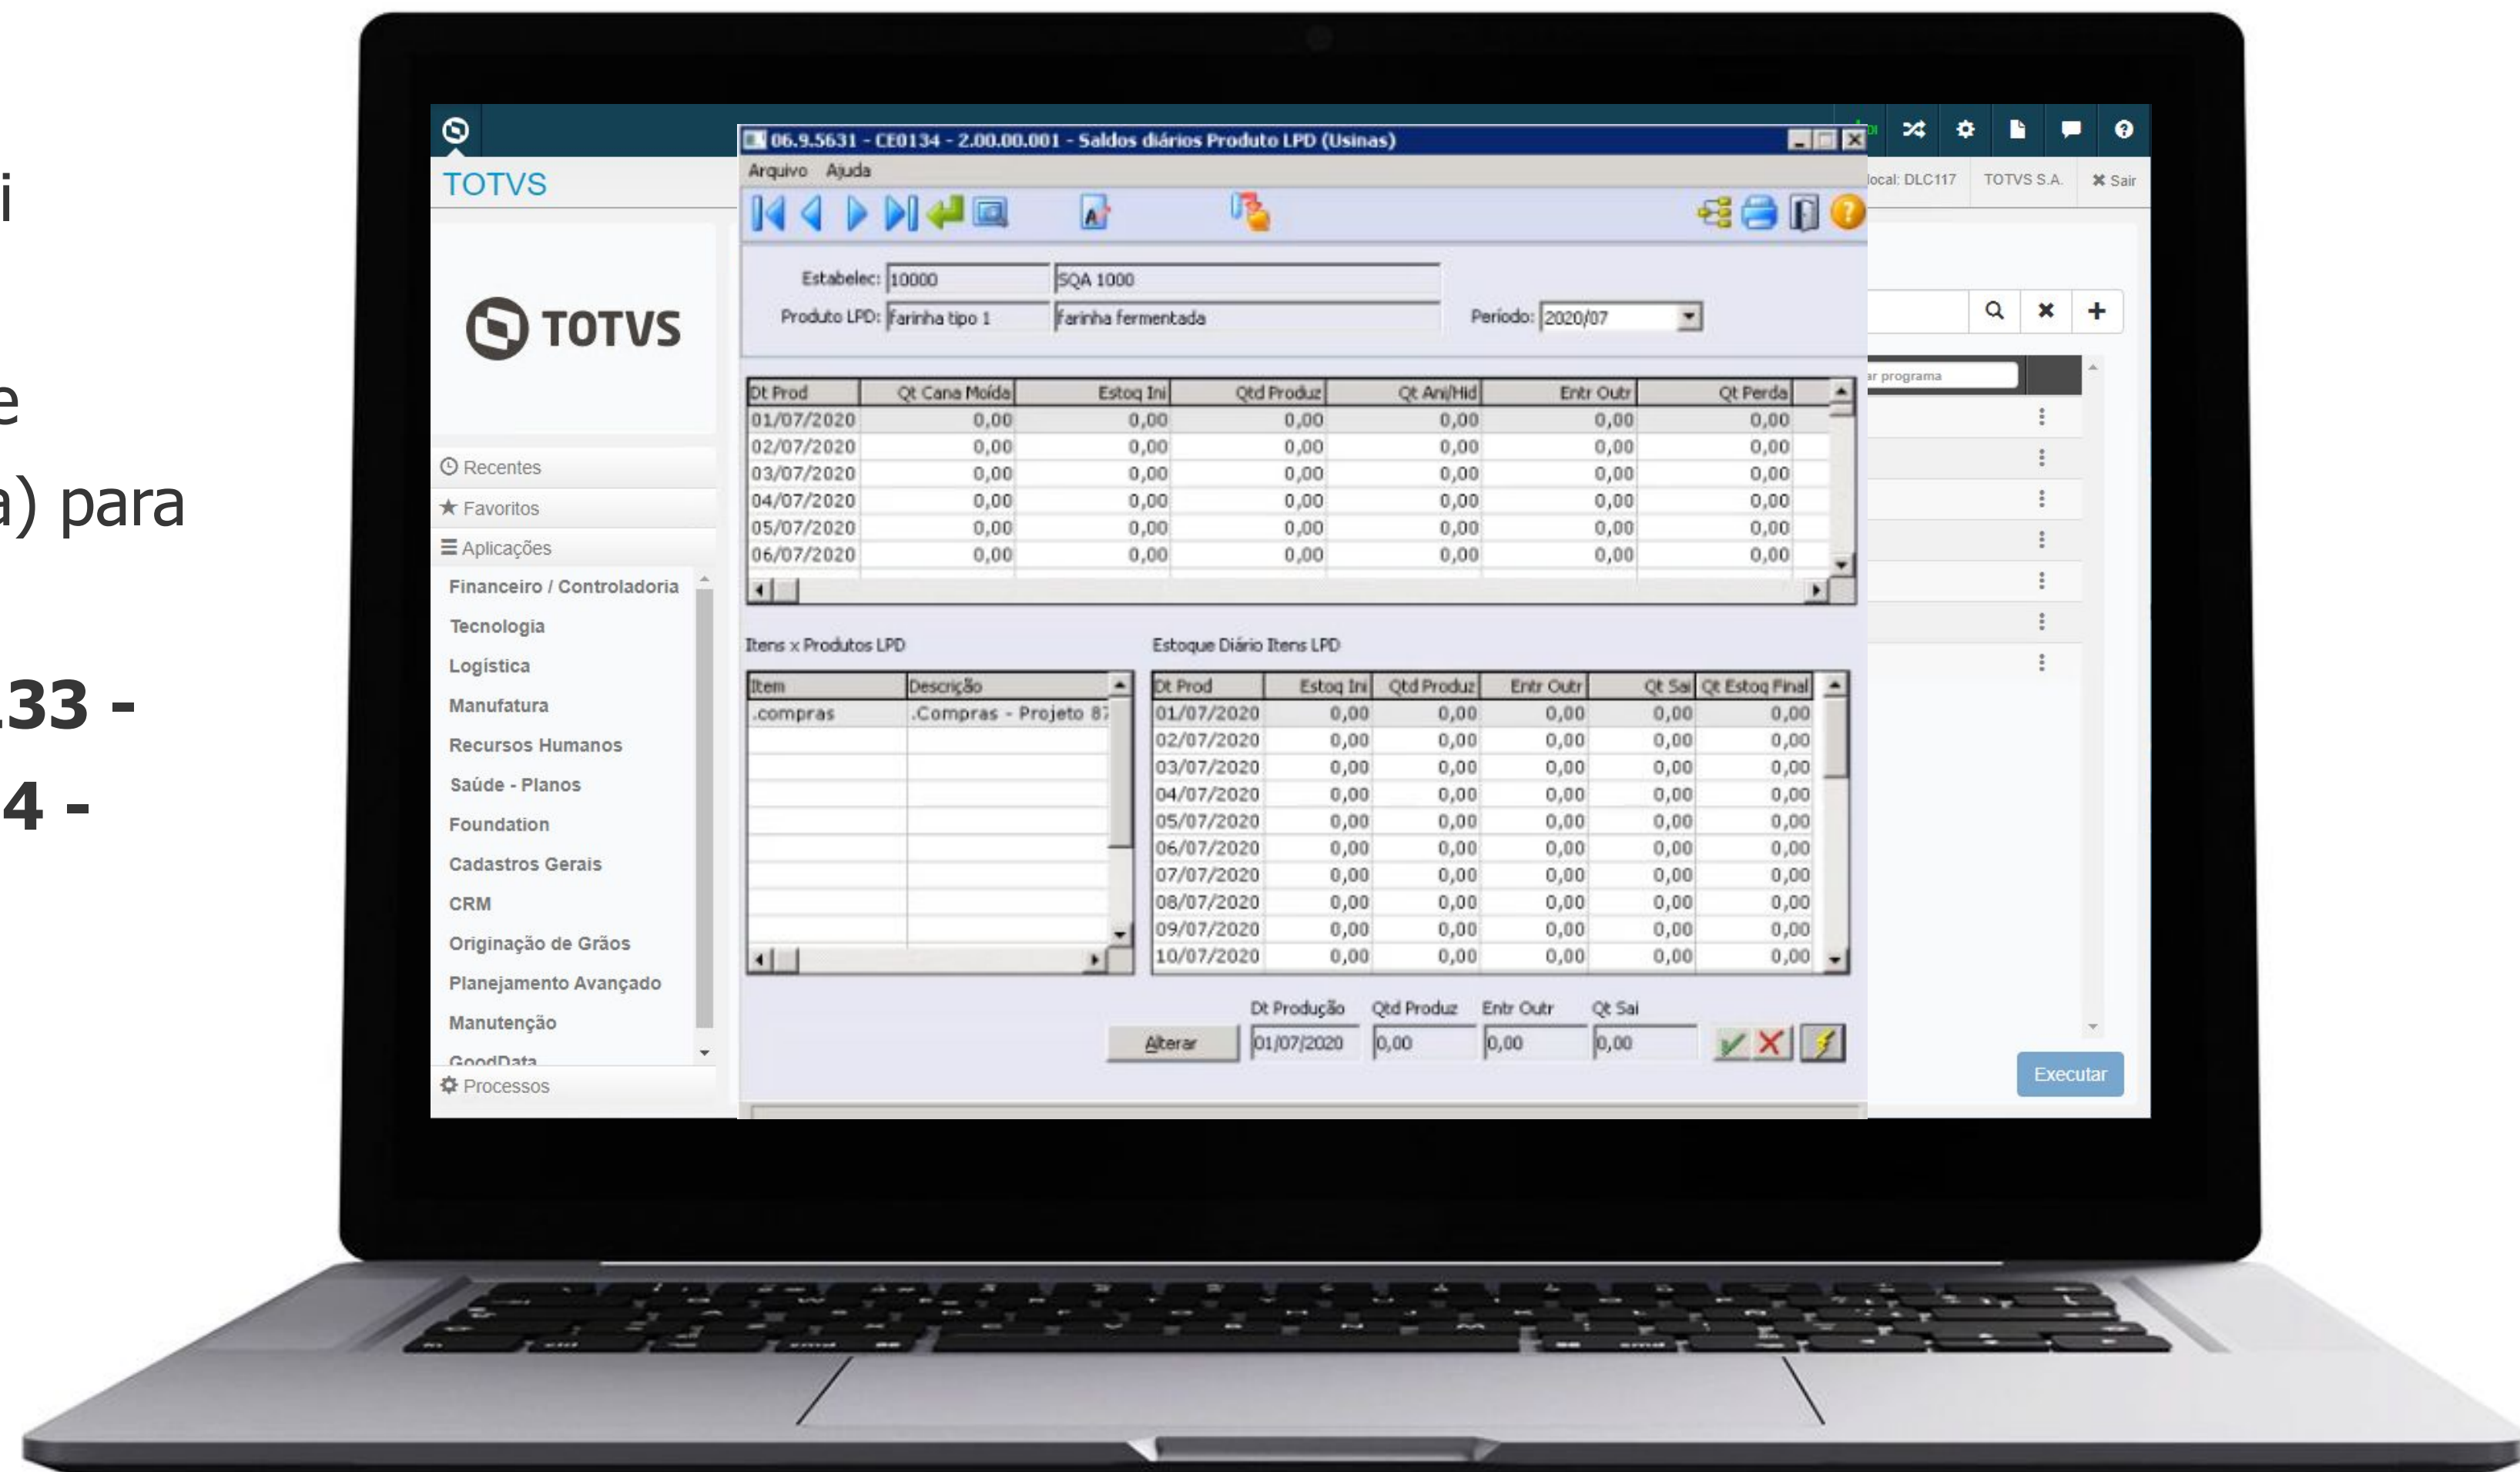 i
e
a) para
133 -
4 -
TOTVS
TOTVS
Recentes
Favoritos
Aplicações
Financeiro / Controladoria
Tecnologia
Logística
Manufatura
Recursos Humanos
Saúde - Planos
Foundation
Cadastros Gerais
CRM
Originação de Grãos
Planejamento Avançado
Manutenção
GoodData
Processos
06.9.5631 - CE0134 - 2.00.00.001 - Saldos diários Produto LPD (Usinas)
Arquivo Ajuda
Estabelec: 10000 SQA 1000
Produto LPD: farinha tipo 1 farinha fermentada Período: 2020/07
Dt Prod Qt Cana Moída Estoq Ini Qtd Produz Qt Ani/Hid Entr Outr Qt Perda
01/07/2020 0,00 0,00 0,00 0,00 0,00 0,00
02/07/2020 0,00 0,00 0,00 0,00 0,00 0,00
03/07/2020 0,00 0,00 0,00 0,00 0,00 0,00
04/07/2020 0,00 0,00 0,00 0,00 0,00 0,00
05/07/2020 0,00 0,00 0,00 0,00 0,00 0,00
06/07/2020 0,00 0,00 0,00 0,00 0,00 0,00
Itens x Produtos LPD
Item Descrição
.compras .Compras - Projeto 87
Estoque Diário Itens LPD
Dt Prod Estoq Ini Qtd Produz Entr Outr Qt Sai Qt Estoq Final
01/07/2020 0,00 0,00 0,00 0,00 0,00
02/07/2020 0,00 0,00 0,00 0,00 0,00
03/07/2020 0,00 0,00 0,00 0,00 0,00
04/07/2020 0,00 0,00 0,00 0,00 0,00
05/07/2020 0,00 0,00 0,00 0,00 0,00
06/07/2020 0,00 0,00 0,00 0,00 0,00
07/07/2020 0,00 0,00 0,00 0,00 0,00
08/07/2020 0,00 0,00 0,00 0,00 0,00
09/07/2020 0,00 0,00 0,00 0,00 0,00
10/07/2020 0,00 0,00 0,00 0,00 0,00
Dt Produção Qtd Produz Entr Outr Qt Sai
Alterar 01/07/2020 0,00 0,00 0,00
local: DLC117 TOTVS S.A. Sair
ar programa
Executar